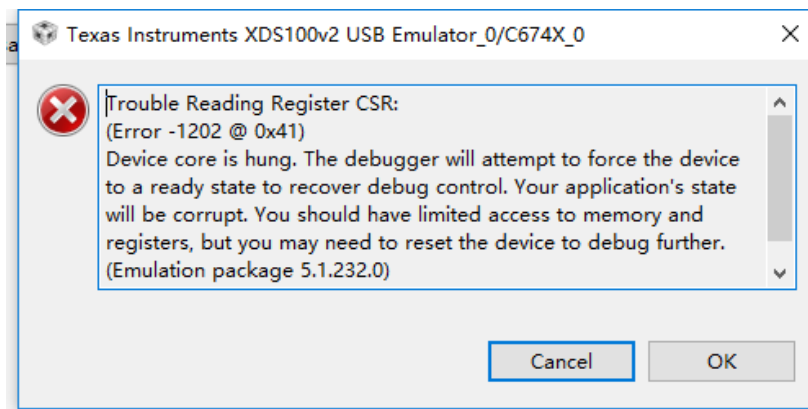 Texas Instruments XDS100v2 USB Emulator_0/C674X_0
Trouble Reading Register CSR:
(Error -1202 @ 0x41)
Device core is hung. The debugger will attempt to force the device
to a ready state to recover debug control. Your application's state
will be corrupt. You should have limited access to memory and
registers, but you may need to reset the device to debug further.
(Emulation package 5.1.232.0)
Cancel
OK